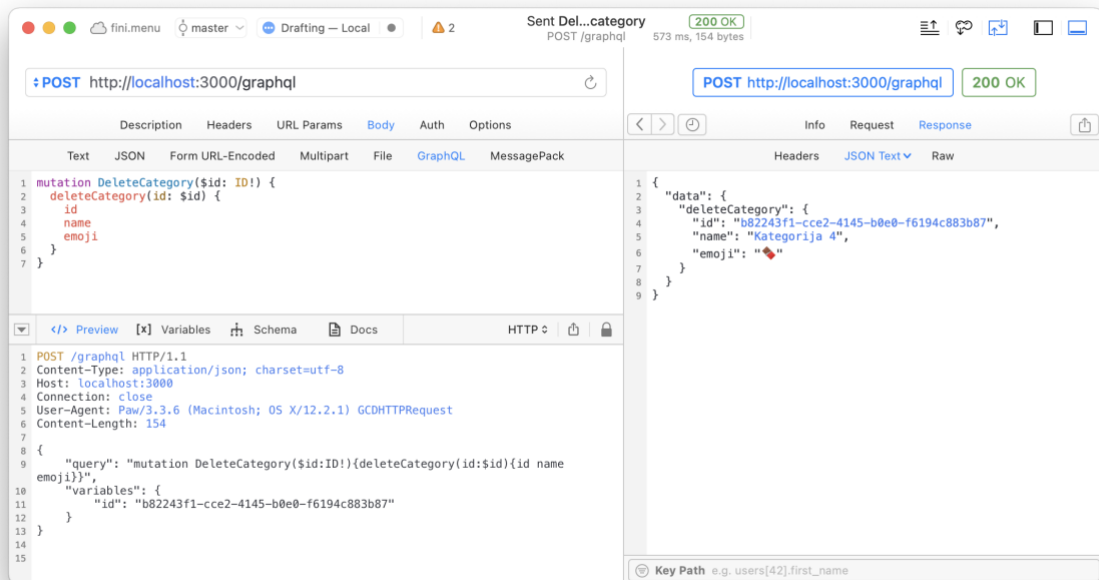 fini.menu master Drafting — Local 2 Sent Del...category 200 OK
POST /graphql 573 ms, 154 bytes
POST http://localhost:3000/graphql
Description Headers URL Params Body Auth Options
Text JSON Form URL-Encoded Multipart File GraphQL MessagePack
1 mutation DeleteCategory($id: ID!) {
2 deleteCategory(id: $id) {
3 id
4 name
5 emoji
6 }
7 }
Preview [x] Variables Schema Docs HTTP
1 POST /graphql HTTP/1.1
2 Content-Type: application/json; charset=utf-8
3 Host: localhost:3000
4 Connection: close
5 User-Agent: Paw/3.3.6 (Macintosh; OS X/12.2.1) GCDHTTPRequest
6 Content-Length: 154
7
8 {
9 "query": "mutation DeleteCategory($id:ID!){deleteCategory(id:$id){id name
emoji}}",
10 "variables": {
11 "id": "b82243f1-cce2-4145-b0e0-f6194c883b87"
12 }
13 }
14
15
POST http://localhost:3000/graphql 200 OK
Info Request Response
Headers JSON Text Raw
1 {
2 "data": {
3 "deleteCategory": {
4 "id": "b82243f1-cce2-4145-b0e0-f6194c883b87",
5 "name": "Kategorija 4",
6 "emoji": "🍫"
7 }
8 }
9 }
Key Path e.g. users[42].first_name